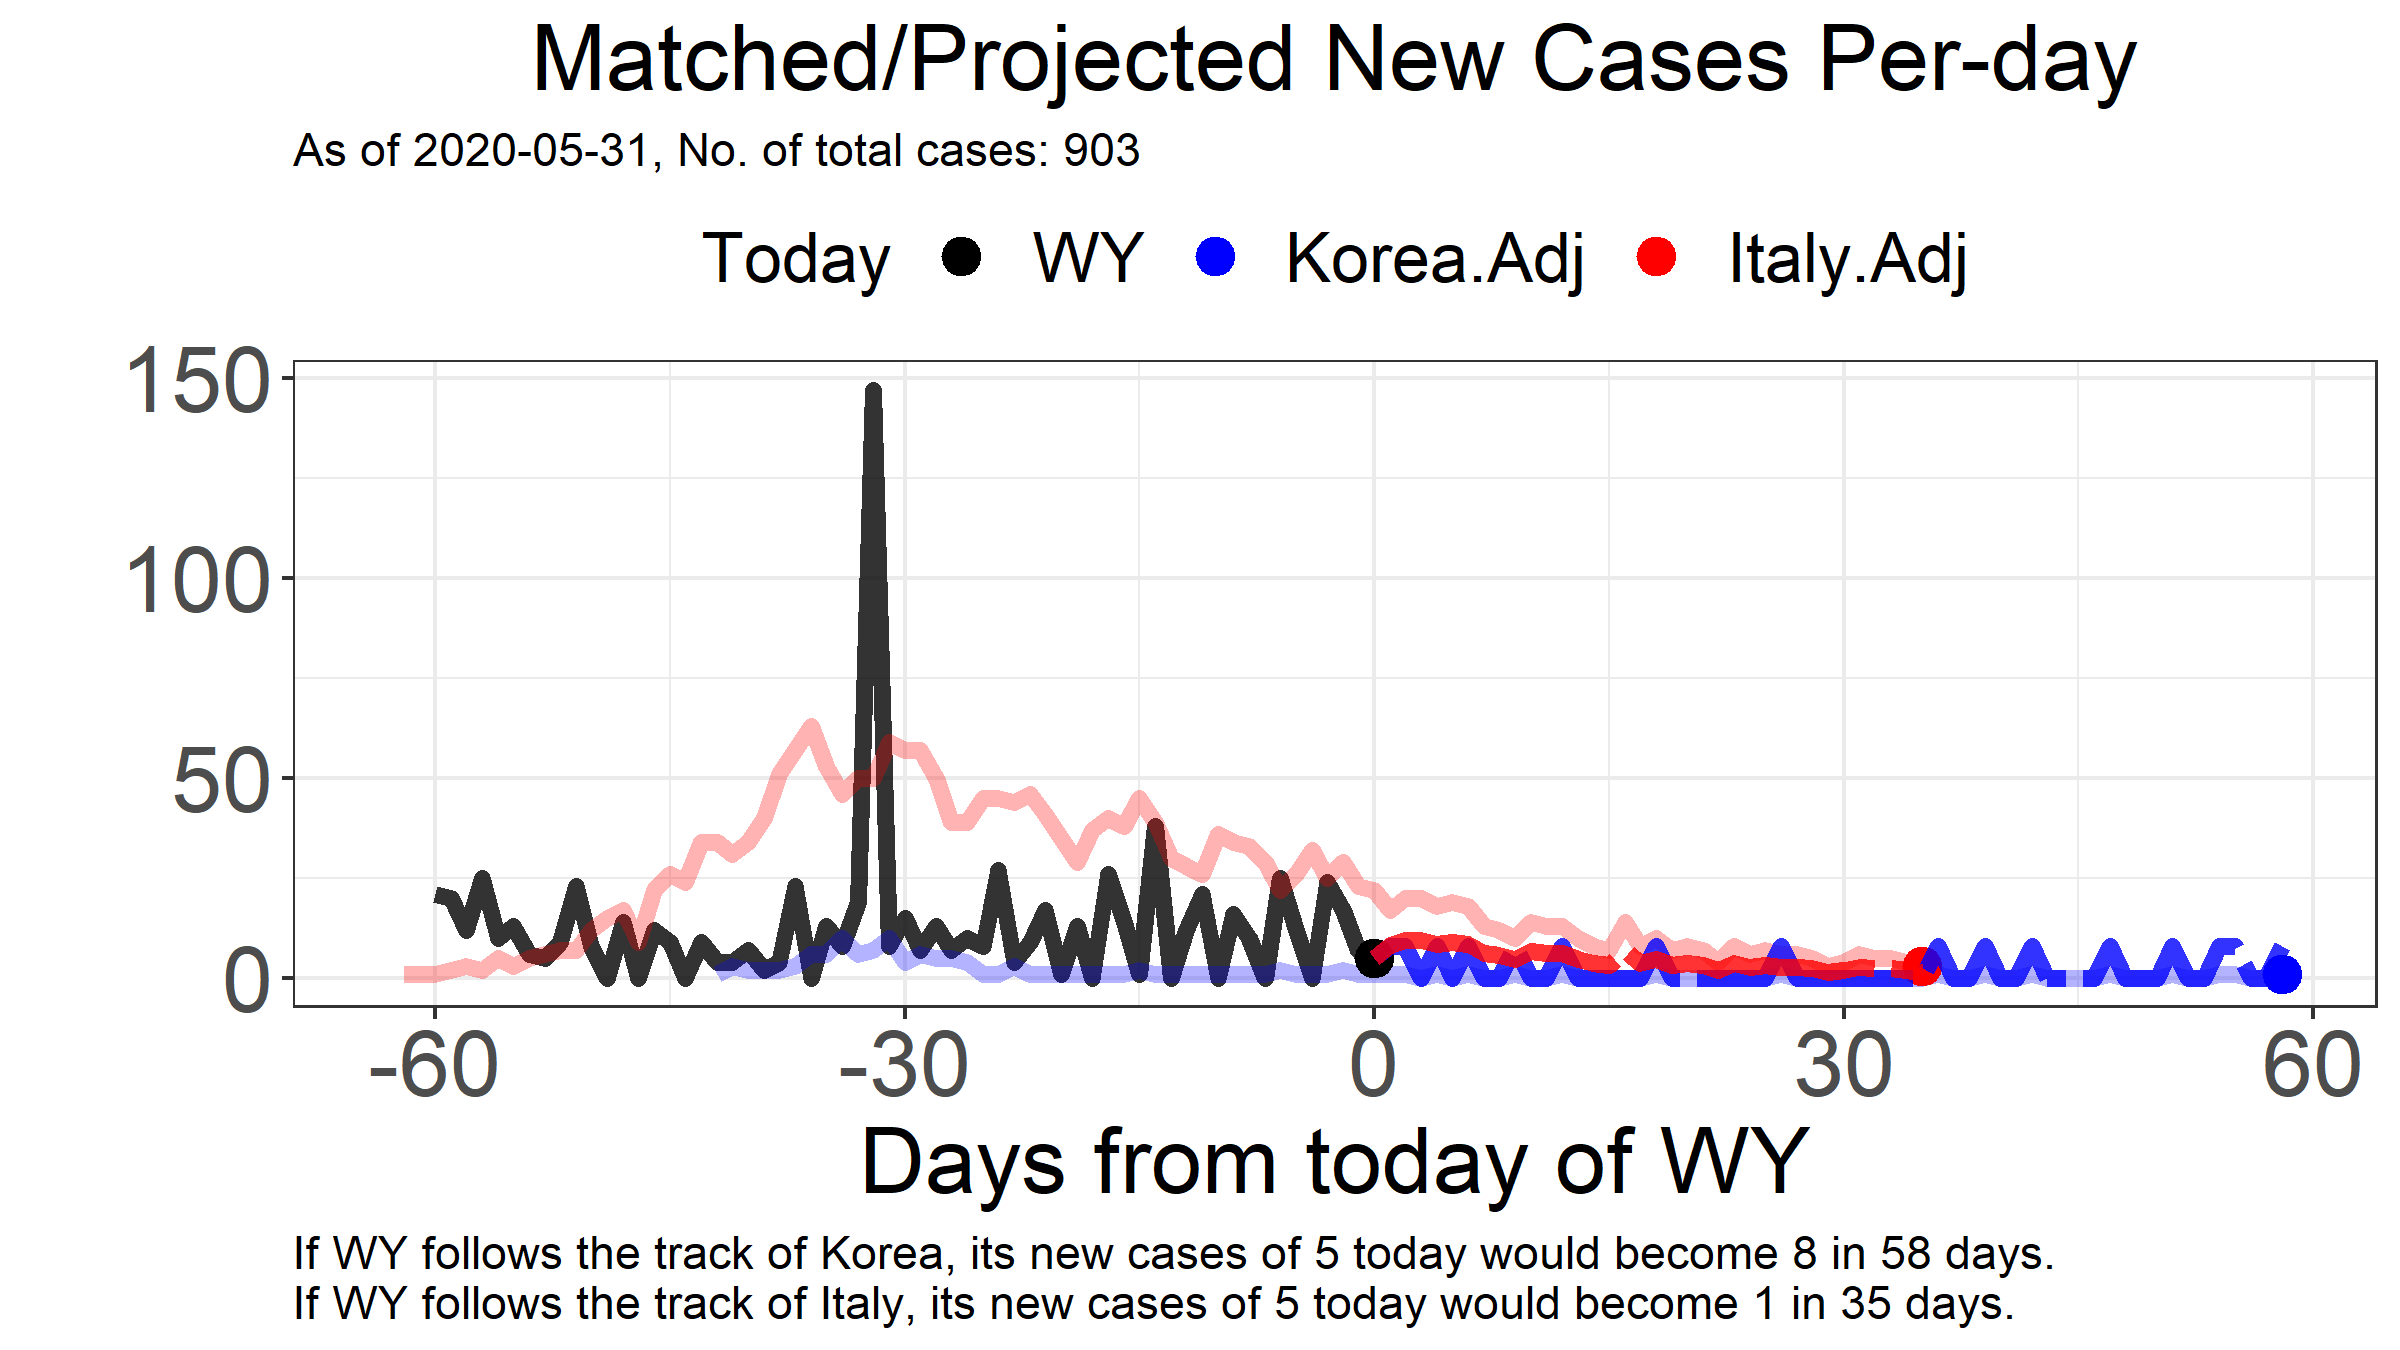 Matched/Projected New Cases Per-day
As of 2020-05-31, No. of total cases: 903
Today WY Korea.Adj Italy.Adj
150
100
50
0
-60 -30 0 30 60
Days from today of WY
If WY follows the track of Korea, its new cases of 5 today would become 8 in 58 days.
If WY follows the track of Italy, its new cases of 5 today would become 1 in 35 days.